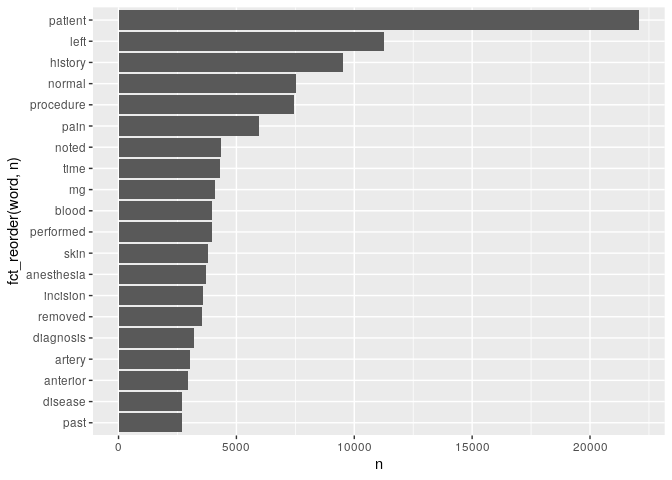 patient
left
history
normal
procedure
pain
noted
time
mg
blood
performed
skin
anesthesia
incision
removed
diagnosis
artery
anterior
disease
past
fct_reorder(word, n)
0 5000 10000 15000 20000
n